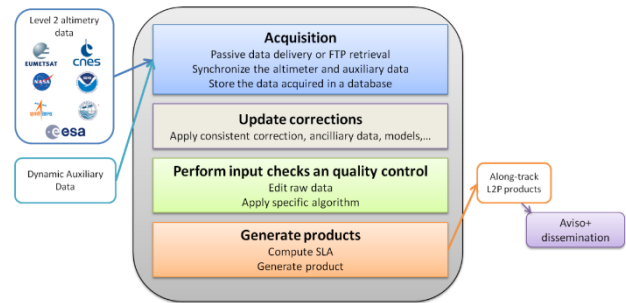 Level 2 altimetry
data
EUMETSAT
cnes
NASA
esa
Dynamic Auxiliary
Data
Acquisition
Passive data delivery or FTP retrieval
Synchronize the altimeter and auxiliary data
Store the data acquired in a database
Update corrections
Apply consistent correction, ancilliary data, models,...
Perform input checks an quality control
Edit raw data
Apply specific algorithm
Generate products
Compute SLA
Generate product
Along-track
L2P products
Aviso+
dissemination